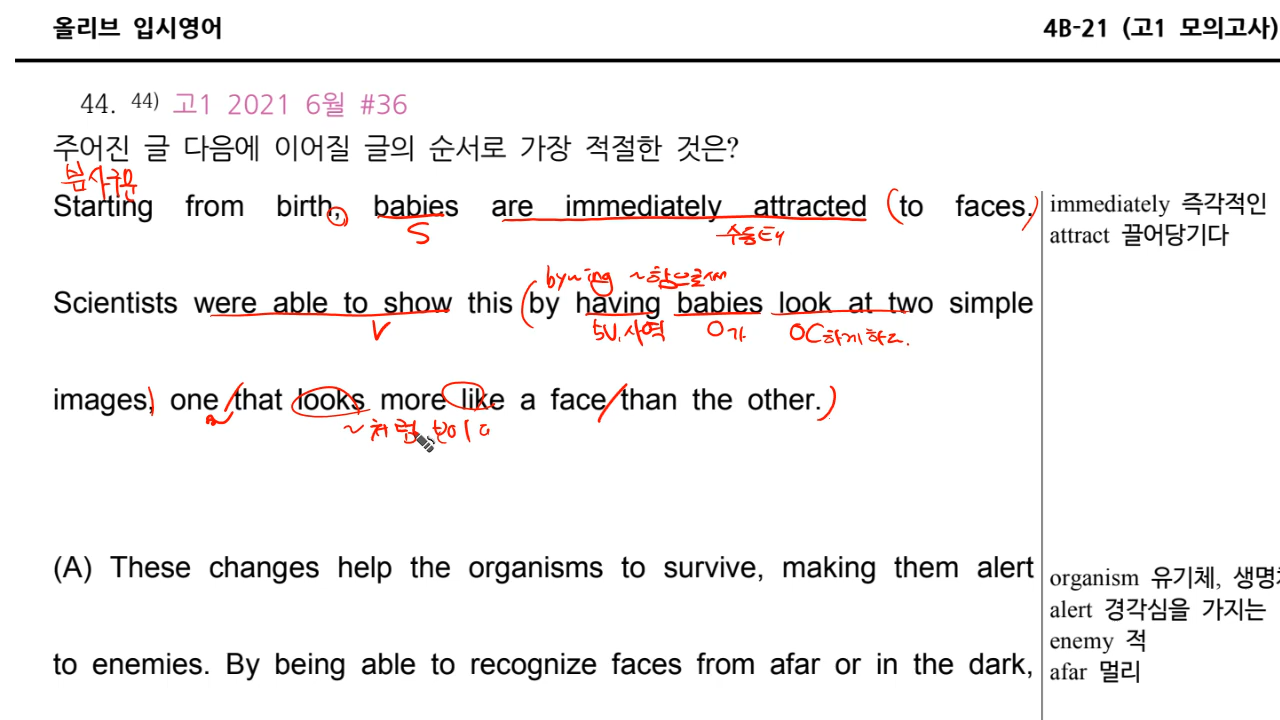 올리브 입시영어 4B-21 (고1 모의고사)
44. 44) 고1 2021 6월 #36
주어진 글 다음에 이어질 글의 순서로 가장 적절한 것은?
분사구문
Starting from birth, babies are immediately attracted (to faces.) immediately 즉각적인
S 수동태 attract 끌어당기다
by~ing ~함으로써
Scientists were able to show this (by having babies look at two simple
V 5V.사역 O가 OC하게하고.
images, one that looks more like a face than the other.)
~처럼 보이다
(A) These changes help the organisms to survive, making them alert organism 유기체,
alert 경각심을 가지는
enemy 적
to enemies. By being able to recognize faces from afar or in the dark, afar 멀리